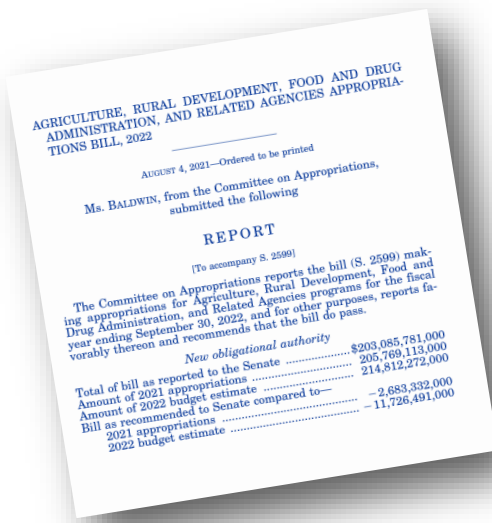 AGRICULTURE, RURAL DEVELOPMENT, FOOD AND DRUG
ADMINISTRATION, AND RELATED AGENCIES APPROPRIA-
TIONS BILL, 2022
AUGUST 4, 2021—Ordered to be printed
Ms. BALDWIN, from the Committee on Appropriations,
submitted the following
REPORT
[To accompany S. 2599]
The Committee on Appropriations reports the bill (S. 2599) mak-
ing appropriations for Agriculture, Rural Development, Food and
Drug Administration, and Related Agencies programs for the fiscal
year ending September 30, 2022, and for other purposes, reports fa-
vorably thereon and recommends that the bill do pass.
New obligational authority
Total of bill as reported to the Senate .................... $203,085,781,000
Amount of 2021 appropriations .............................. 205,769,113,000
Amount of 2022 budget estimate ........................... 214,812,272,000
Bill as recommended to Senate compared to—
2021 appropriations ........................................ −2,683,332,000
2022 budget estimate ..................................... −11,726,491,000